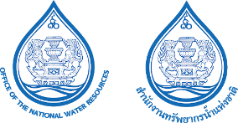 OFFICE OF THE NATIONAL WATER RESOURCES
สำนักงานทรัพยากรน้ำแห่งชาติ